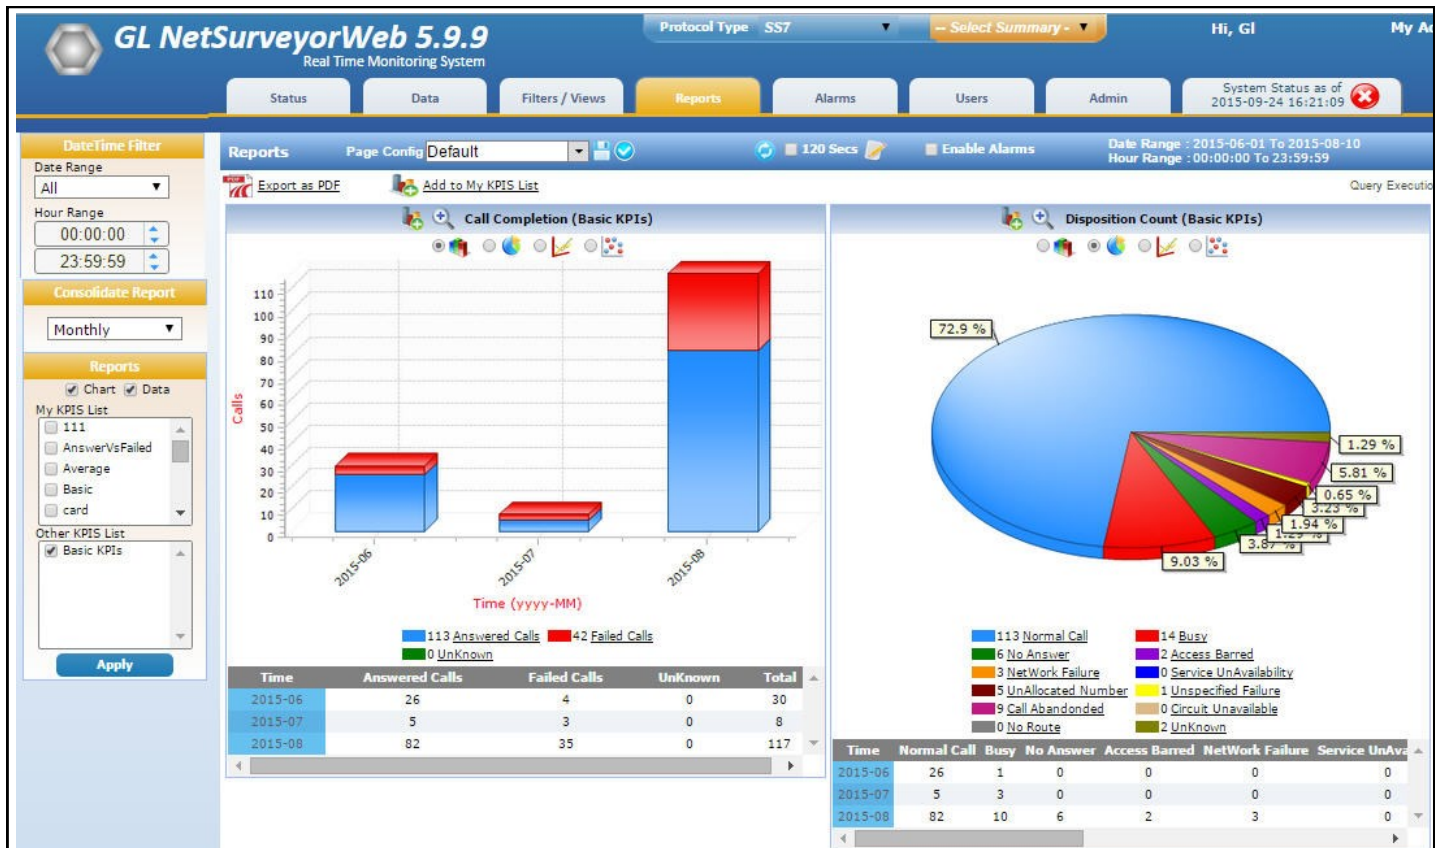 GL NetSurveyorWeb 5.9.9
Real Time Monitoring System
Protocol Type SS7 -- Select Summary - Hi, Gl My Ac
Status Data Filters / Views Reports Alarms Users Admin System Status as of
2015-09-24 16:21:09
DateTime Filter
Date Range
All
Hour Range
00:00:00
23:59:59
Consolidate Report
Monthly
Reports
Chart Data
My KPIS List
111
AnswerVsFailed
Average
Basic
card
Other KPIS List
Basic KPIs
Apply
Reports Page Config Default 120 Secs Enable Alarms Date Range : 2015-06-01 To 2015-08-10
Hour Range : 00:00:00 To 23:59:59
Export as PDF Add to My KPIS List Query Executio
Call Completion (Basic KPIs)
110
100
90
80
70
60
50
40
30
20
10
0
Calls
2015-06 2015-07 2015-08
Time (yyyy-MM)
113 Answered Calls 42 Failed Calls
0 UnKnown
Time Answered Calls Failed Calls UnKnown Total
2015-06 26 4 0 30
2015-07 5 3 0 8
2015-08 82 35 0 117
Disposition Count (Basic KPIs)
72.9 %
1.29 %
5.81 %
0.65 %
3.23 %
1.94 %
1.29 %
3.87 %
9.03 %
113 Normal Call 14 Busy
6 No Answer 2 Access Barred
3 NetWork Failure 0 Service UnAvailability
5 UnAllocated Number 1 Unspecified Failure
9 Call Abandonded 0 Circuit Unavailable
0 No Route 2 UnKnown
Time Normal Call Busy No Answer Access Barred NetWork Failure Service UnAva
2015-06 26 1 0 0 0 0
2015-07 5 3 0 0 0 0
2015-08 82 10 6 2 3 0